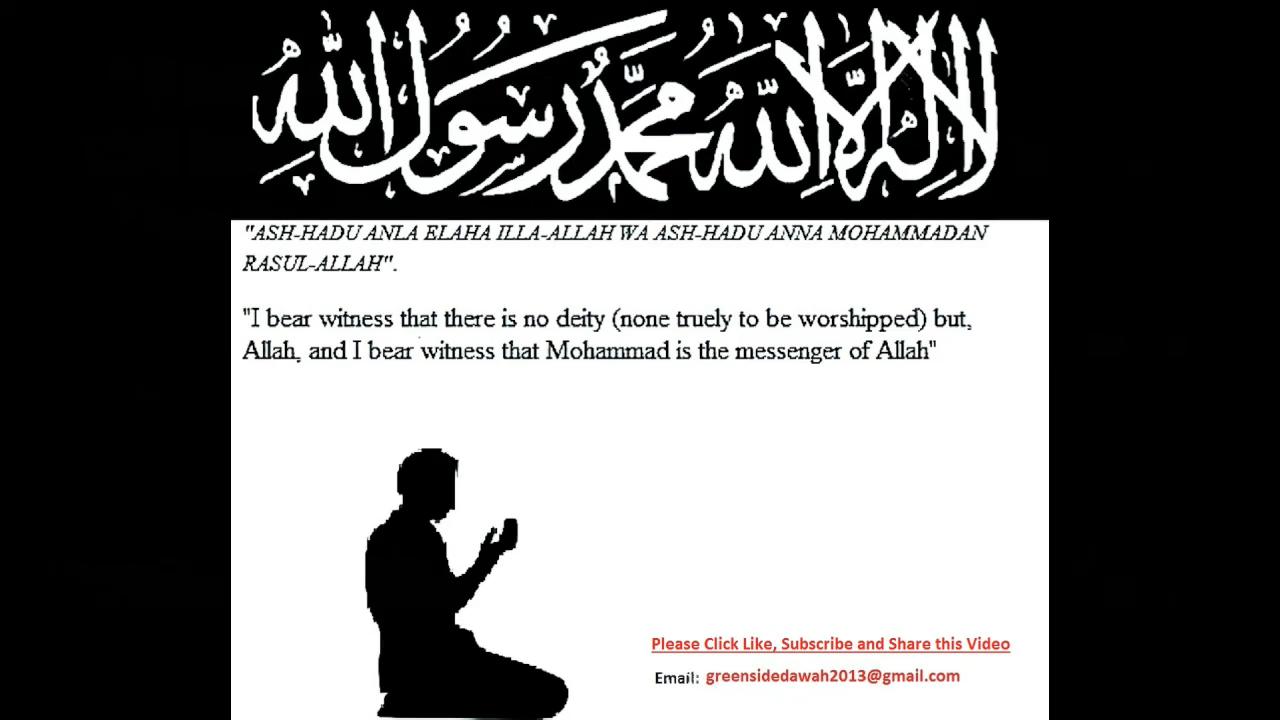 لا إله إلا الله محمد رسول الله
"ASH-HADU ANLA ELAHA ILLA-ALLAH WA ASH-HADU ANNA MOHAMMADAN
RASUL-ALLAH".
"I bear witness that there is no deity (none truely to be worshipped) but,
Allah, and I bear witness that Mohammad is the messenger of Allah"
Please Click Like, Subscribe and Share this Video
Email: greensidedawah2013@gmail.com